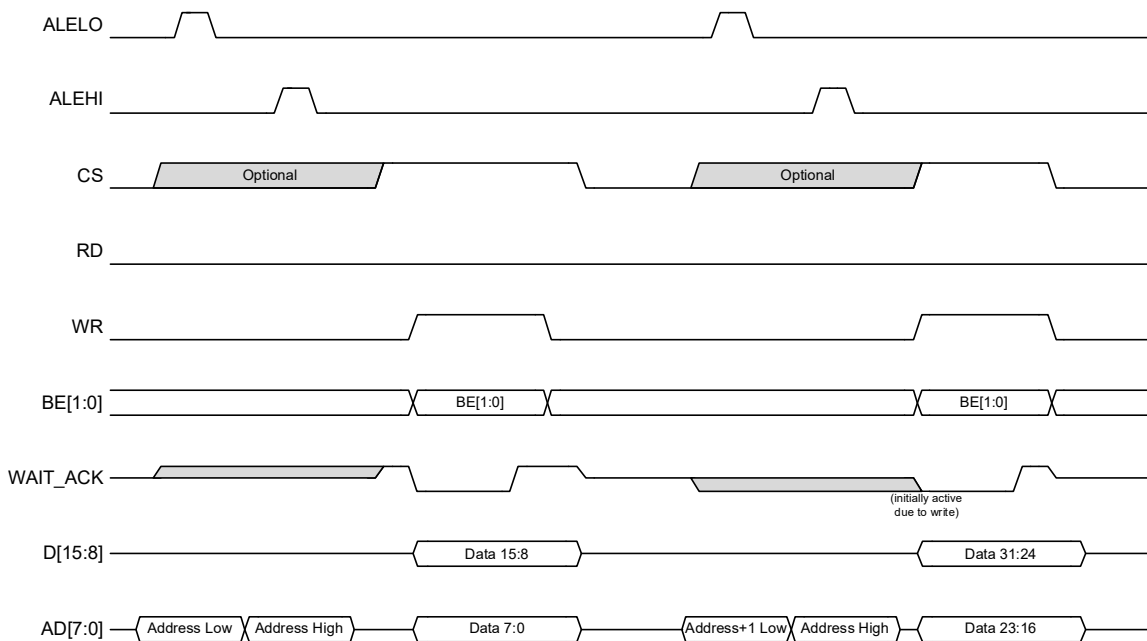 ALELO
ALEHI
CS
Optional
Optional
RD
WR
BE[1:0]
BE[1:0]
BE[1:0]
WAIT_ACK
(initially active
due to write)
D[15:8]
Data 15:8
Data 31:24
AD[7:0]
Address Low
Address High
Data 7:0
Address+1 Low
Address High
Data 23:16